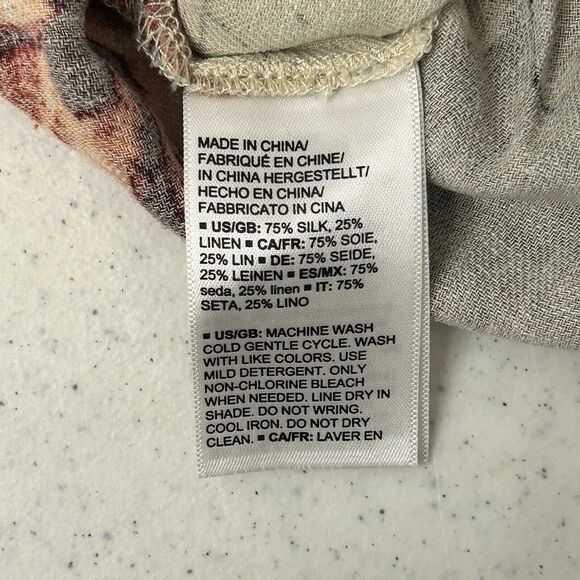 MADE IN CHINA/
FABRIQUÉ EN CHINE/
IN CHINA HERGESTELLT/
HECHO EN CHINA/
FABBRICATO IN CINA
▪ US/GB: 75% SILK, 25%
LINEN ▪ CA/FR: 75% SOIE,
25% LIN ▪ DE: 75% SEIDE,
25% LEINEN ▪ ES/MX: 75%
seda, 25% linen ▪ IT: 75%
SETA, 25% LINO
▪ US/GB: MACHINE WASH
COLD GENTLE CYCLE. WASH
WITH LIKE COLORS. USE
MILD DETERGENT. ONLY
NON-CHLORINE BLEACH
WHEN NEEDED. LINE DRY IN
SHADE. DO NOT WRING.
COOL IRON. DO NOT DRY
CLEAN. ▪ CA/FR: LAVER EN